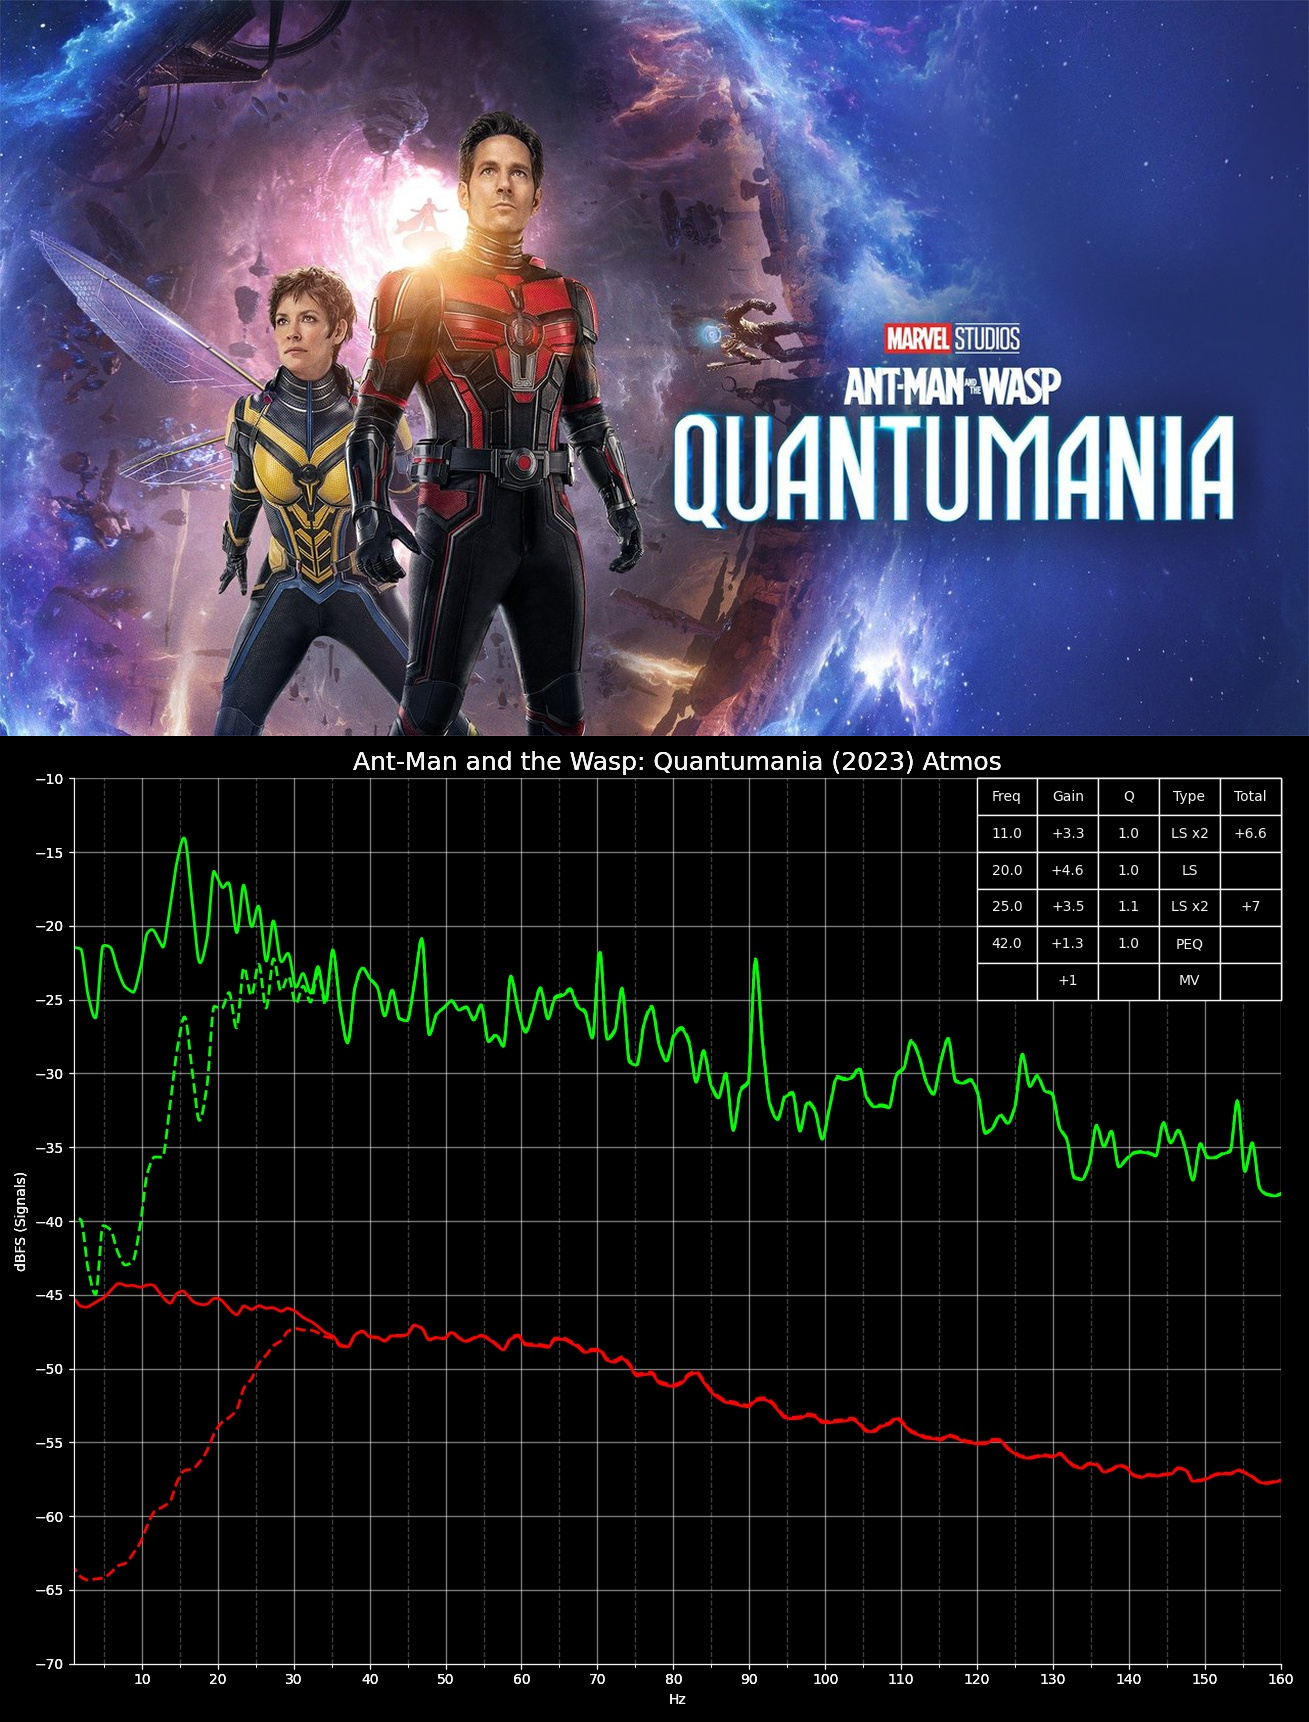 MARVEL STUDIOS
ANT-MAN AND THE WASP
QUANTUMANIA
Ant-Man and the Wasp: Quantumania (2023) Atmos
Freq Gain Q Type Total
11.0 +3.3 1.0 LS x2 +6.6
20.0 +4.6 1.0 LS
25.0 +3.5 1.1 LS x2 +7
42.0 +1.3 1.0 PEQ
+1 MV
−10
−15
−20
−25
−30
−35
−40
−45
−50
−55
−60
−65
−70
dBFS (Signals)
10 20 30 40 50 60 70 80 90 100 110 120 130 140 150 160
Hz